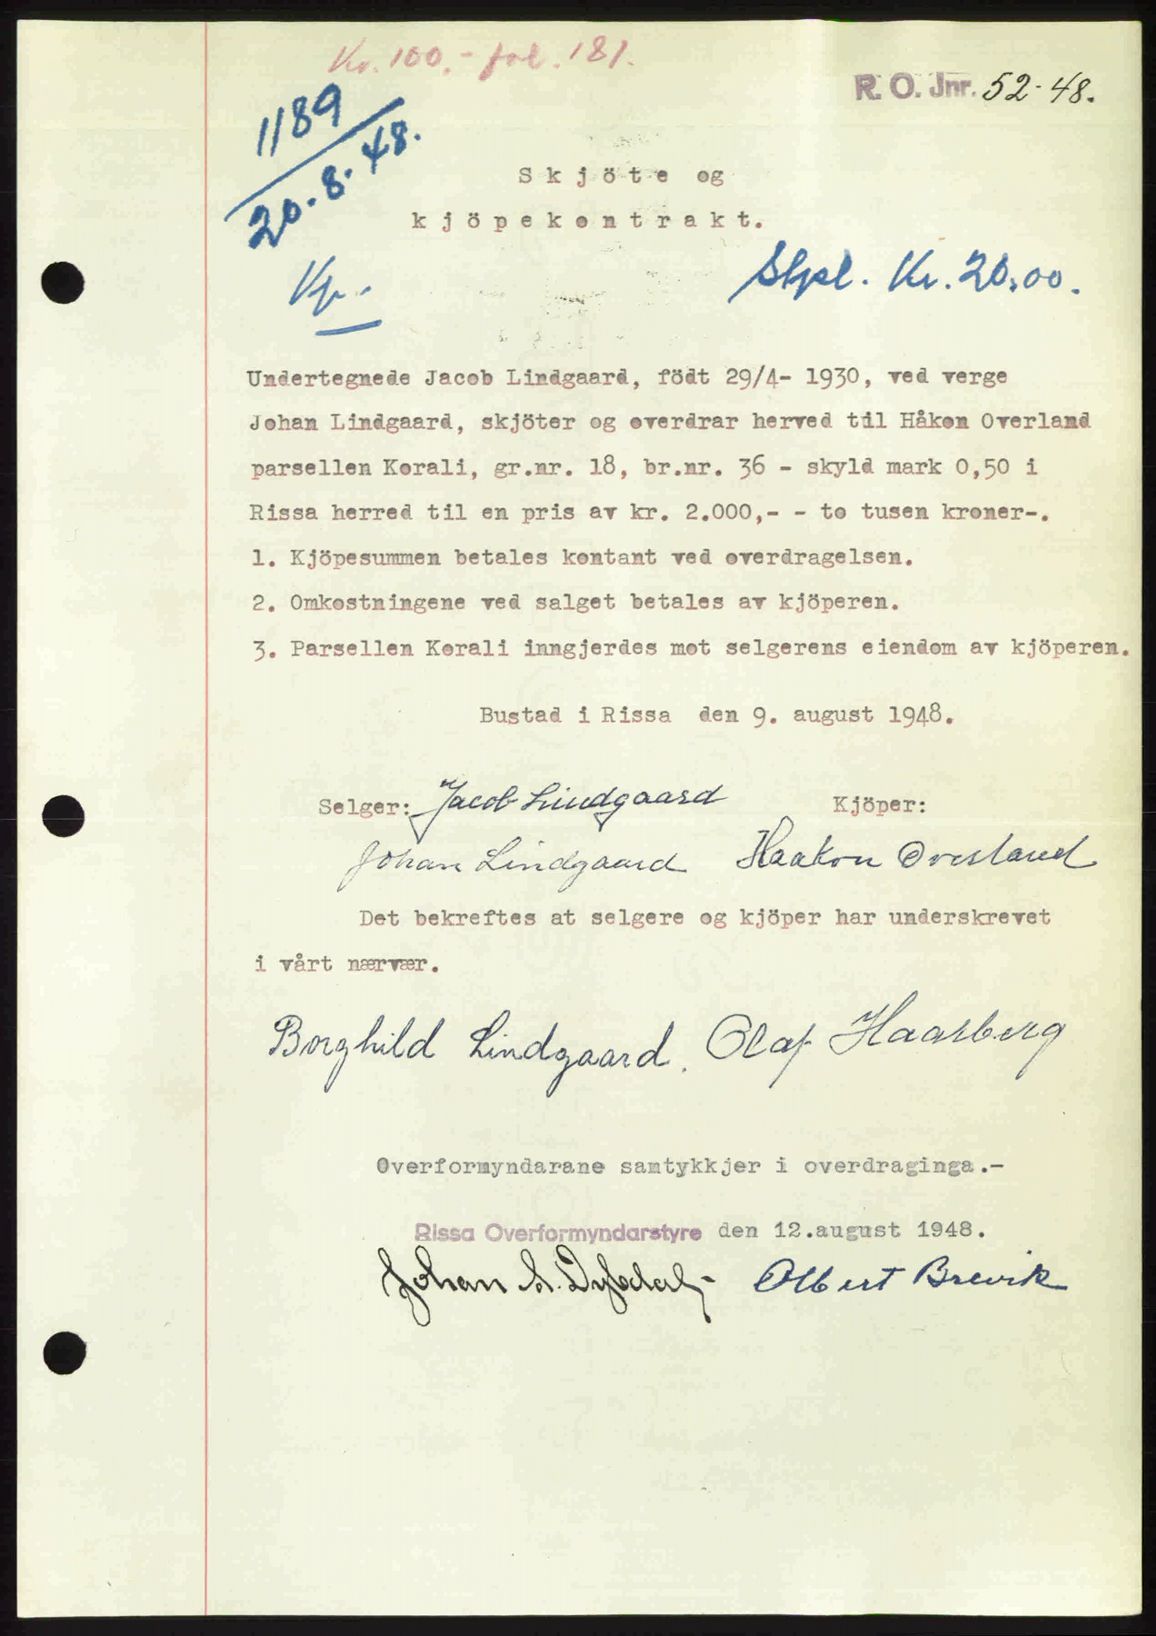 Kr. 100.- fol. 181.
R. O. Jnr. 52-48.
1189
20.8.48.
Skjöte og
kjöpekontrakt.
Stpl. Kr. 20.00.
Undertegnede Jacob Lindgaard, födt 29/4- 1930, ved verge
Johan Lindgaard, skjöter og overdrar herved til Håkon Overland
parsellen Korali, gr.nr. 18, br.nr. 36 - skyld mark 0,50 i
Rissa herred til en pris av kr. 2.000,- - to tusen kroner-.
1. Kjöpesummen betales kontant ved overdragelsen.
2. Omkostningene ved salget betales av kjöperen.
3. Parsellen Korali inngjerdes mot selgerens eiendom av kjöperen.
Bustad i Rissa den 9. august 1948.
Selger: Jacob Lindgaard Kjöper:
Johan Lindgaard Haakon Overland
Det bekreftes at selgere og kjöper har underskrevet
i vårt nærvær.
Borghild Lindgaard. Olaf Haarberg
Overformyndarane samtykkjer i overdraginga.-
Rissa Overformyndarstyre den 12.august 1948.
Johan Albert Brevik